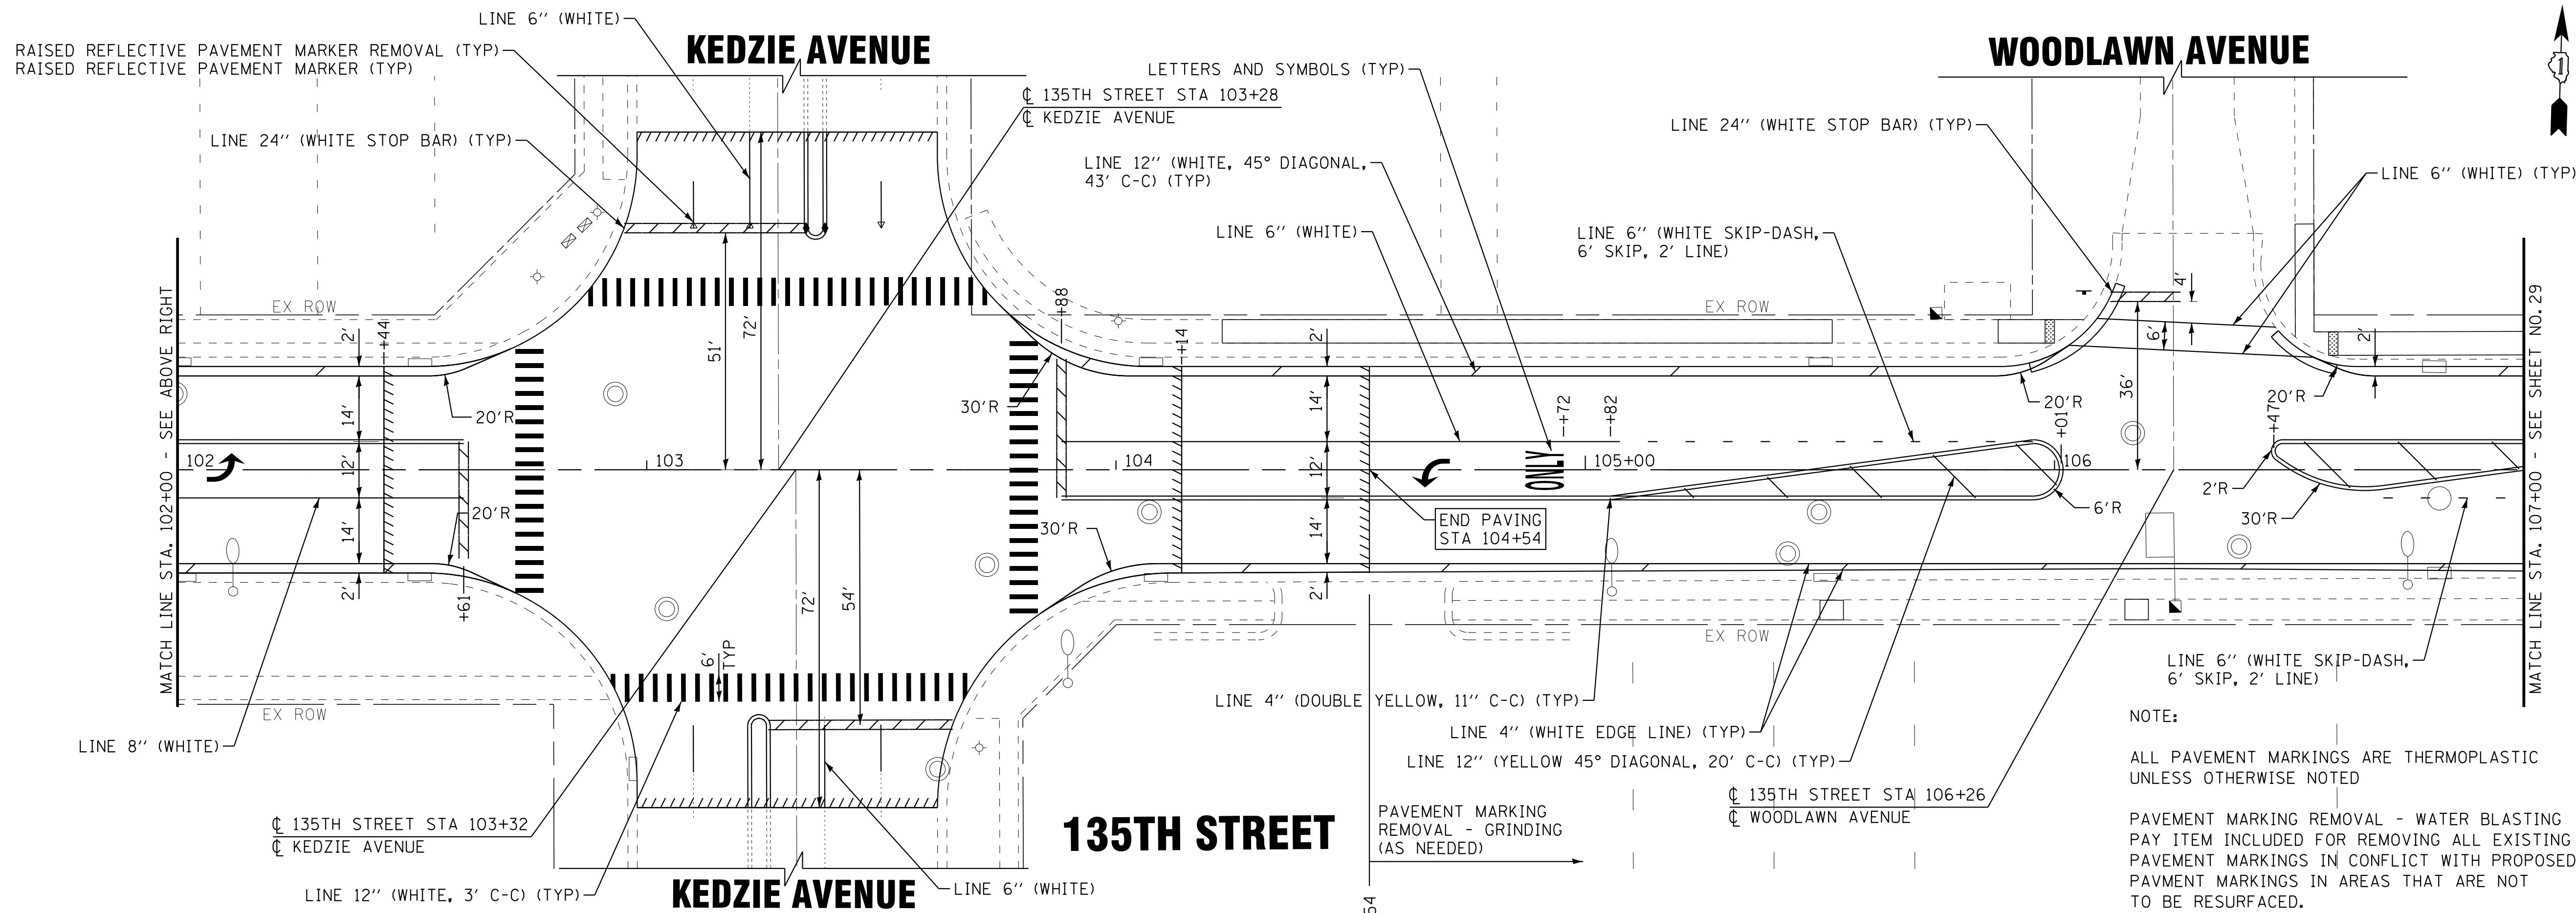 LINE 6'' (WHITE)
RAISED REFLECTIVE PAVEMENT MARKER REMOVAL (TYP)
RAISED REFLECTIVE PAVEMENT MARKER (TYP)
KEDZIE AVENUE
WOODLAWN AVENUE
1
LETTERS AND SYMBOLS (TYP)
℄ 135TH STREET STA 103+28
℄ KEDZIE AVENUE
LINE 24'' (WHITE STOP BAR) (TYP)
LINE 24'' (WHITE STOP BAR) (TYP)
LINE 12'' (WHITE, 45° DIAGONAL,
43' C-C) (TYP)
LINE 6'' (WHITE) (TYP)
LINE 6'' (WHITE)
LINE 6'' (WHITE SKIP-DASH,
6' SKIP, 2' LINE)
MATCH LINE STA. 102+00 - SEE ABOVE RIGHT
EX ROW
EX ROW
2'
+44
51'
72'
+88
+14
2'
4'
6'
2'
36'
14'
20'R
30'R
14'
20'R
20'R
+72
+82
+01
+47
102
12'
103
104
12'
ONLY
105+00
106
20'R
2'R
6'R
30'R
14'
30'R
14'
END PAVING
STA 104+54
2'
+61
72'
54'
2'
6'
TYP
EX ROW
EX ROW
MATCH LINE STA. 107+00 - SEE SHEET NO. 29
LINE 6'' (WHITE SKIP-DASH,
6' SKIP, 2' LINE)
LINE 4'' (DOUBLE YELLOW, 11'' C-C) (TYP)
LINE 4'' (WHITE EDGE LINE) (TYP)
LINE 12'' (YELLOW 45° DIAGONAL, 20' C-C) (TYP)
LINE 8'' (WHITE)
℄ 135TH STREET STA 106+26
℄ WOODLAWN AVENUE
℄ 135TH STREET STA 103+32
℄ KEDZIE AVENUE
135TH STREET
PAVEMENT MARKING
REMOVAL - GRINDING
(AS NEEDED)
LINE 12'' (WHITE, 3' C-C) (TYP)
KEDZIE AVENUE
LINE 6'' (WHITE)
54
NOTE:
ALL PAVEMENT MARKINGS ARE THERMOPLASTIC
UNLESS OTHERWISE NOTED
PAVEMENT MARKING REMOVAL - WATER BLASTING
PAY ITEM INCLUDED FOR REMOVING ALL EXISTING
PAVEMENT MARKINGS IN CONFLICT WITH PROPOSED
PAVMENT MARKINGS IN AREAS THAT ARE NOT
TO BE RESURFACED.